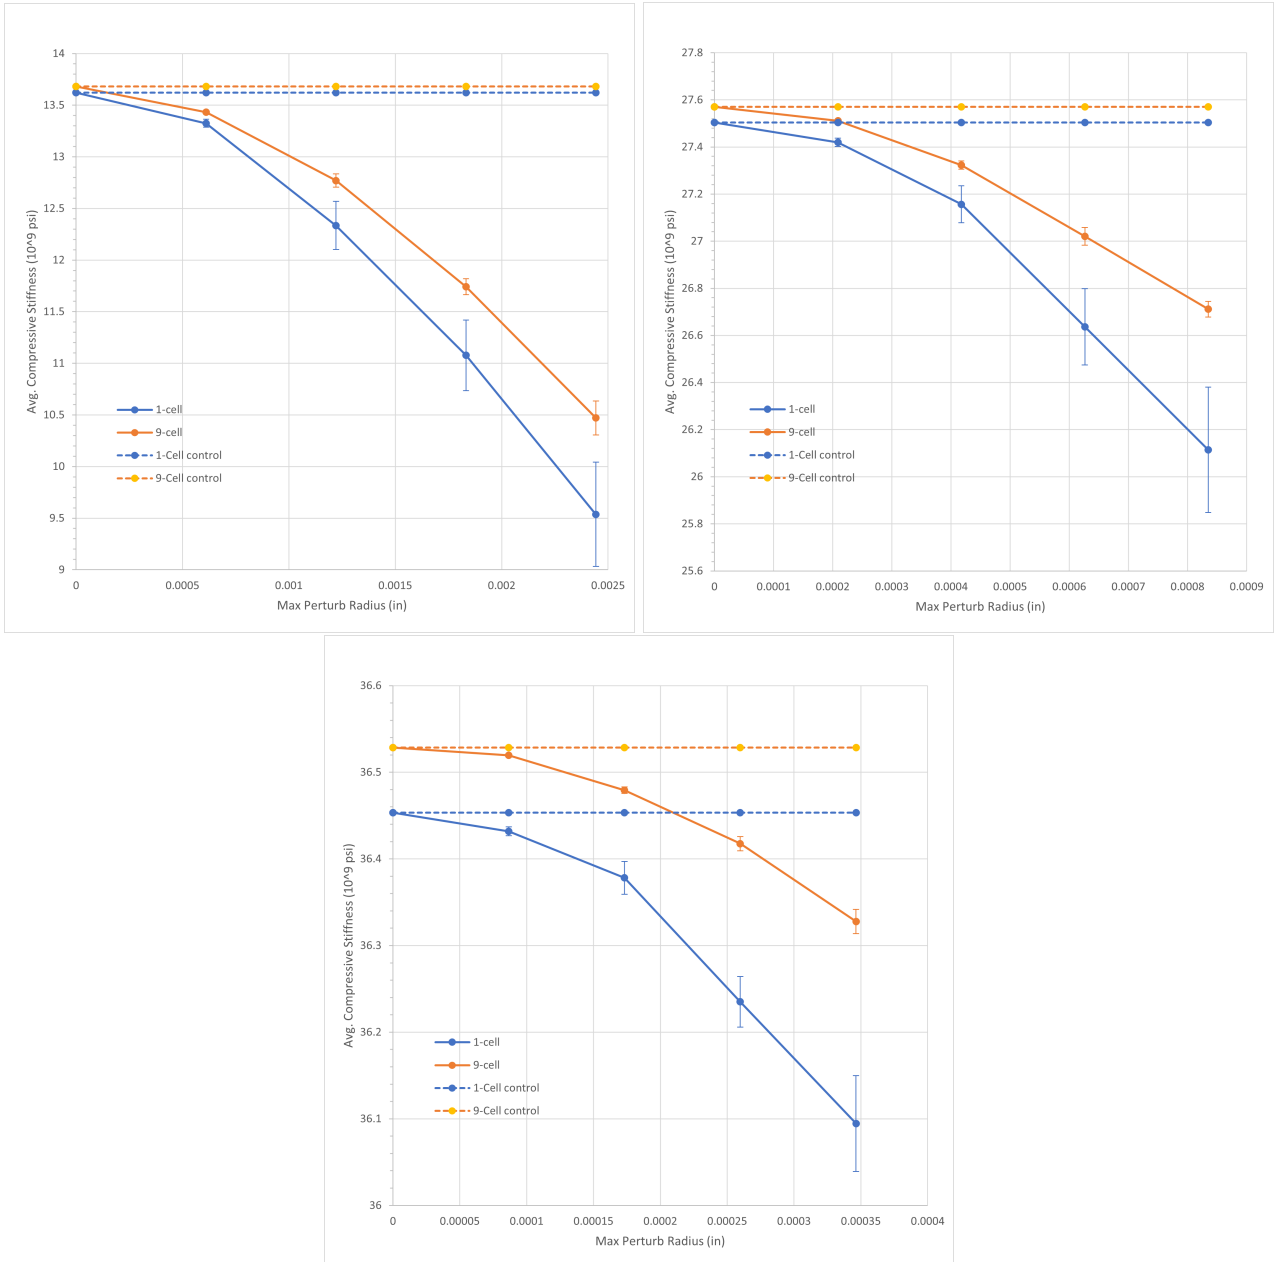 14
13.5
13
12.5
12
11.5
11
10.5
10
9.5
9
Avg. Compressive Stiffness (10^9 psi)
1-cell
9-cell
1-Cell control
9-Cell control
0 0.0005 0.001 0.0015 0.002 0.0025
Max Perturb Radius (in)
27.8
27.6
27.4
27.2
27
26.8
26.6
26.4
26.2
26
25.8
25.6
Avg. Compressive Stiffness (10^9 psi)
1-cell
9-cell
1-Cell control
9-Cell control
0 0.0001 0.0002 0.0003 0.0004 0.0005 0.0006 0.0007 0.0008 0.0009
Max Perturb Radius (in)
36.6
36.5
36.4
36.3
36.2
36.1
36
Avg. Compressive Stiffness (10^9 psi)
1-cell
9-cell
1-Cell control
9-Cell control
0 0.00005 0.0001 0.00015 0.0002 0.00025 0.0003 0.00035 0.0004
Max Perturb Radius (in)